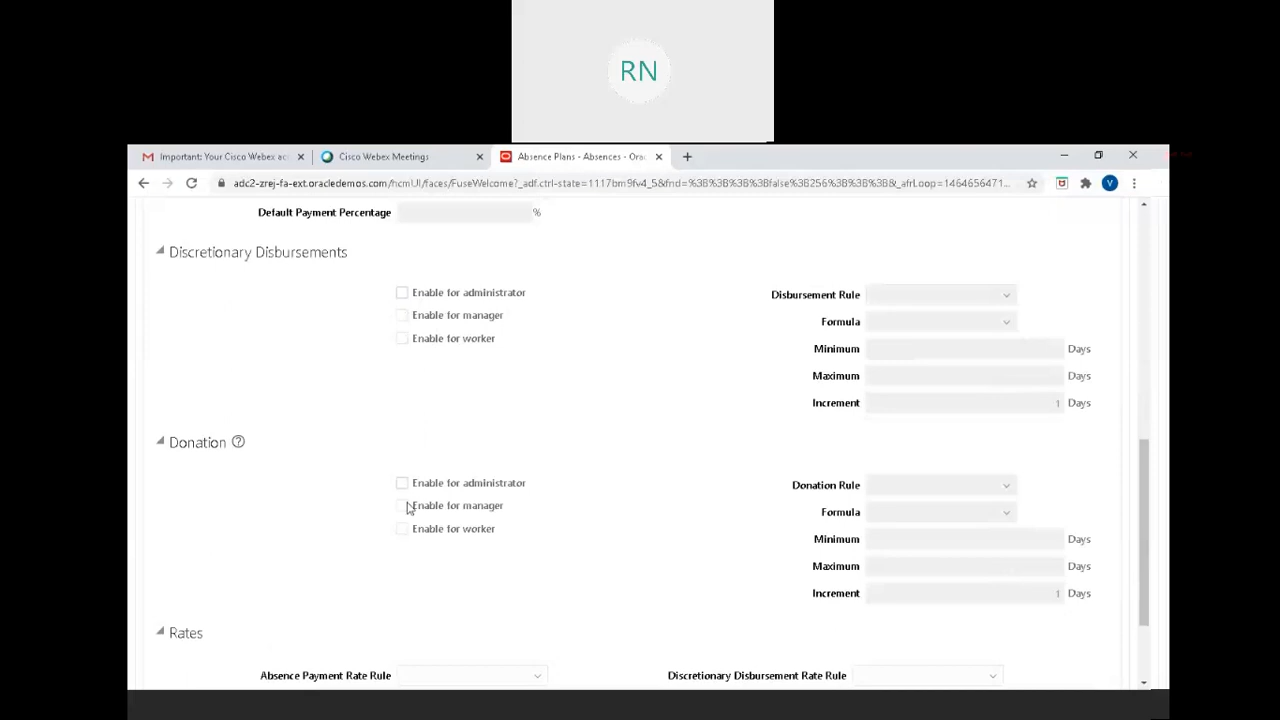 RN
Important: Your Cisco Webex ac
Cisco Webex Meetings
Absence Plans - Absences - Ora
adc2-zrej-fa-ext.oracledemos.com/hcmUI/faces/FuseWelcome?_adf.ctrl-state=1117bm9fv4_5&fnd=%3B%3B%3B%3Bfalse%3B256%3B%3B%3B&_afrLoop=1464656471...
V
Default Payment Percentage %
Discretionary Disbursements
Enable for administrator
Enable for manager
Enable for worker
Disbursement Rule
Formula
Minimum Days
Maximum Days
Increment 1 Days
Donation ?
Enable for administrator
Enable for manager
Enable for worker
Donation Rule
Formula
Minimum Days
Maximum Days
Increment 1 Days
Rates
Absence Payment Rate Rule
Discretionary Disbursement Rate Rule